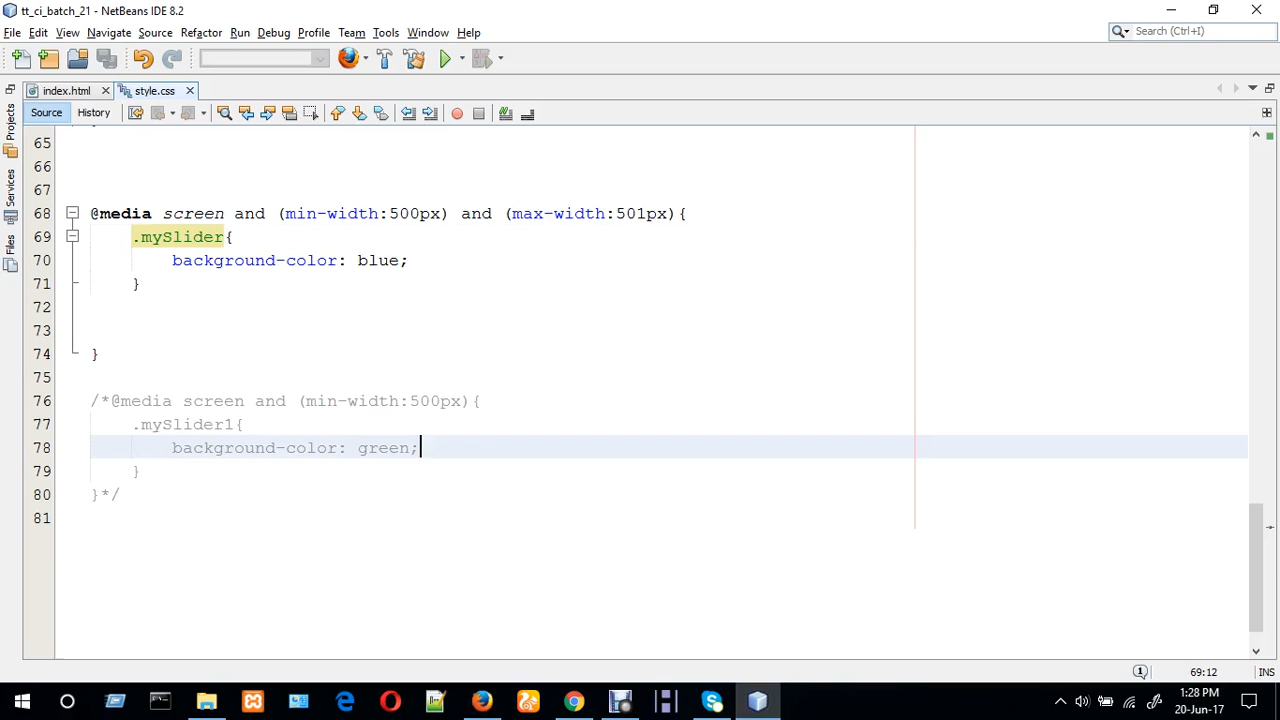 tt_ci_batch_21 - NetBeans IDE 8.2
File Edit View Navigate Source Refactor Run Debug Profile Team Tools Window Help
Search (Ctrl+I)
index.html style.css
Source History
Projects
Services
Files
65
66
67
68 @media screen and (min-width:500px) and (max-width:501px){
69 .mySlider{
70 background-color: blue;
71 }
72
73
74 }
75
76 /*@media screen and (min-width:500px){
77 .mySlider1{
78 background-color: green;
79 }
80 }*/
81
1 69:12 INS
1:28 PM
20-Jun-17